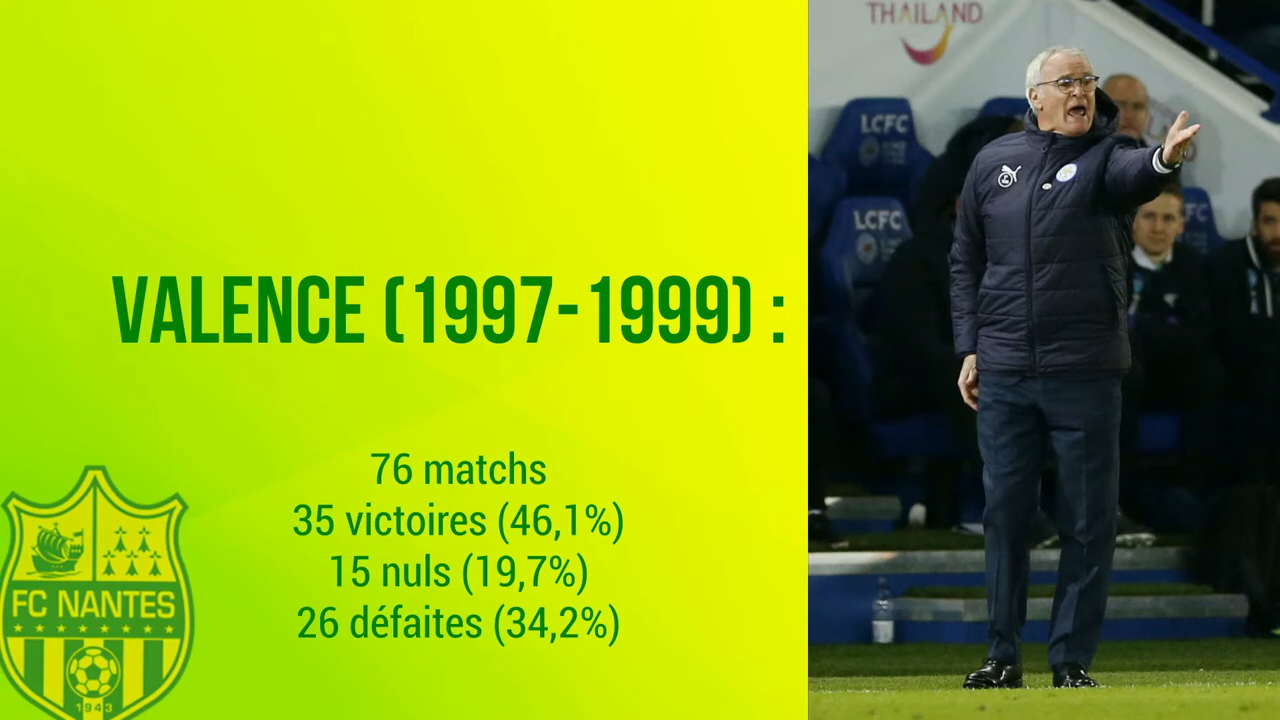 VALENCE (1997-1999) :
76 matchs
35 victoires (46,1%)
15 nuls (19,7%)
26 défaites (34,2%)
FC NANTES
1943
THAILAND
LCFC
LCFC
FC